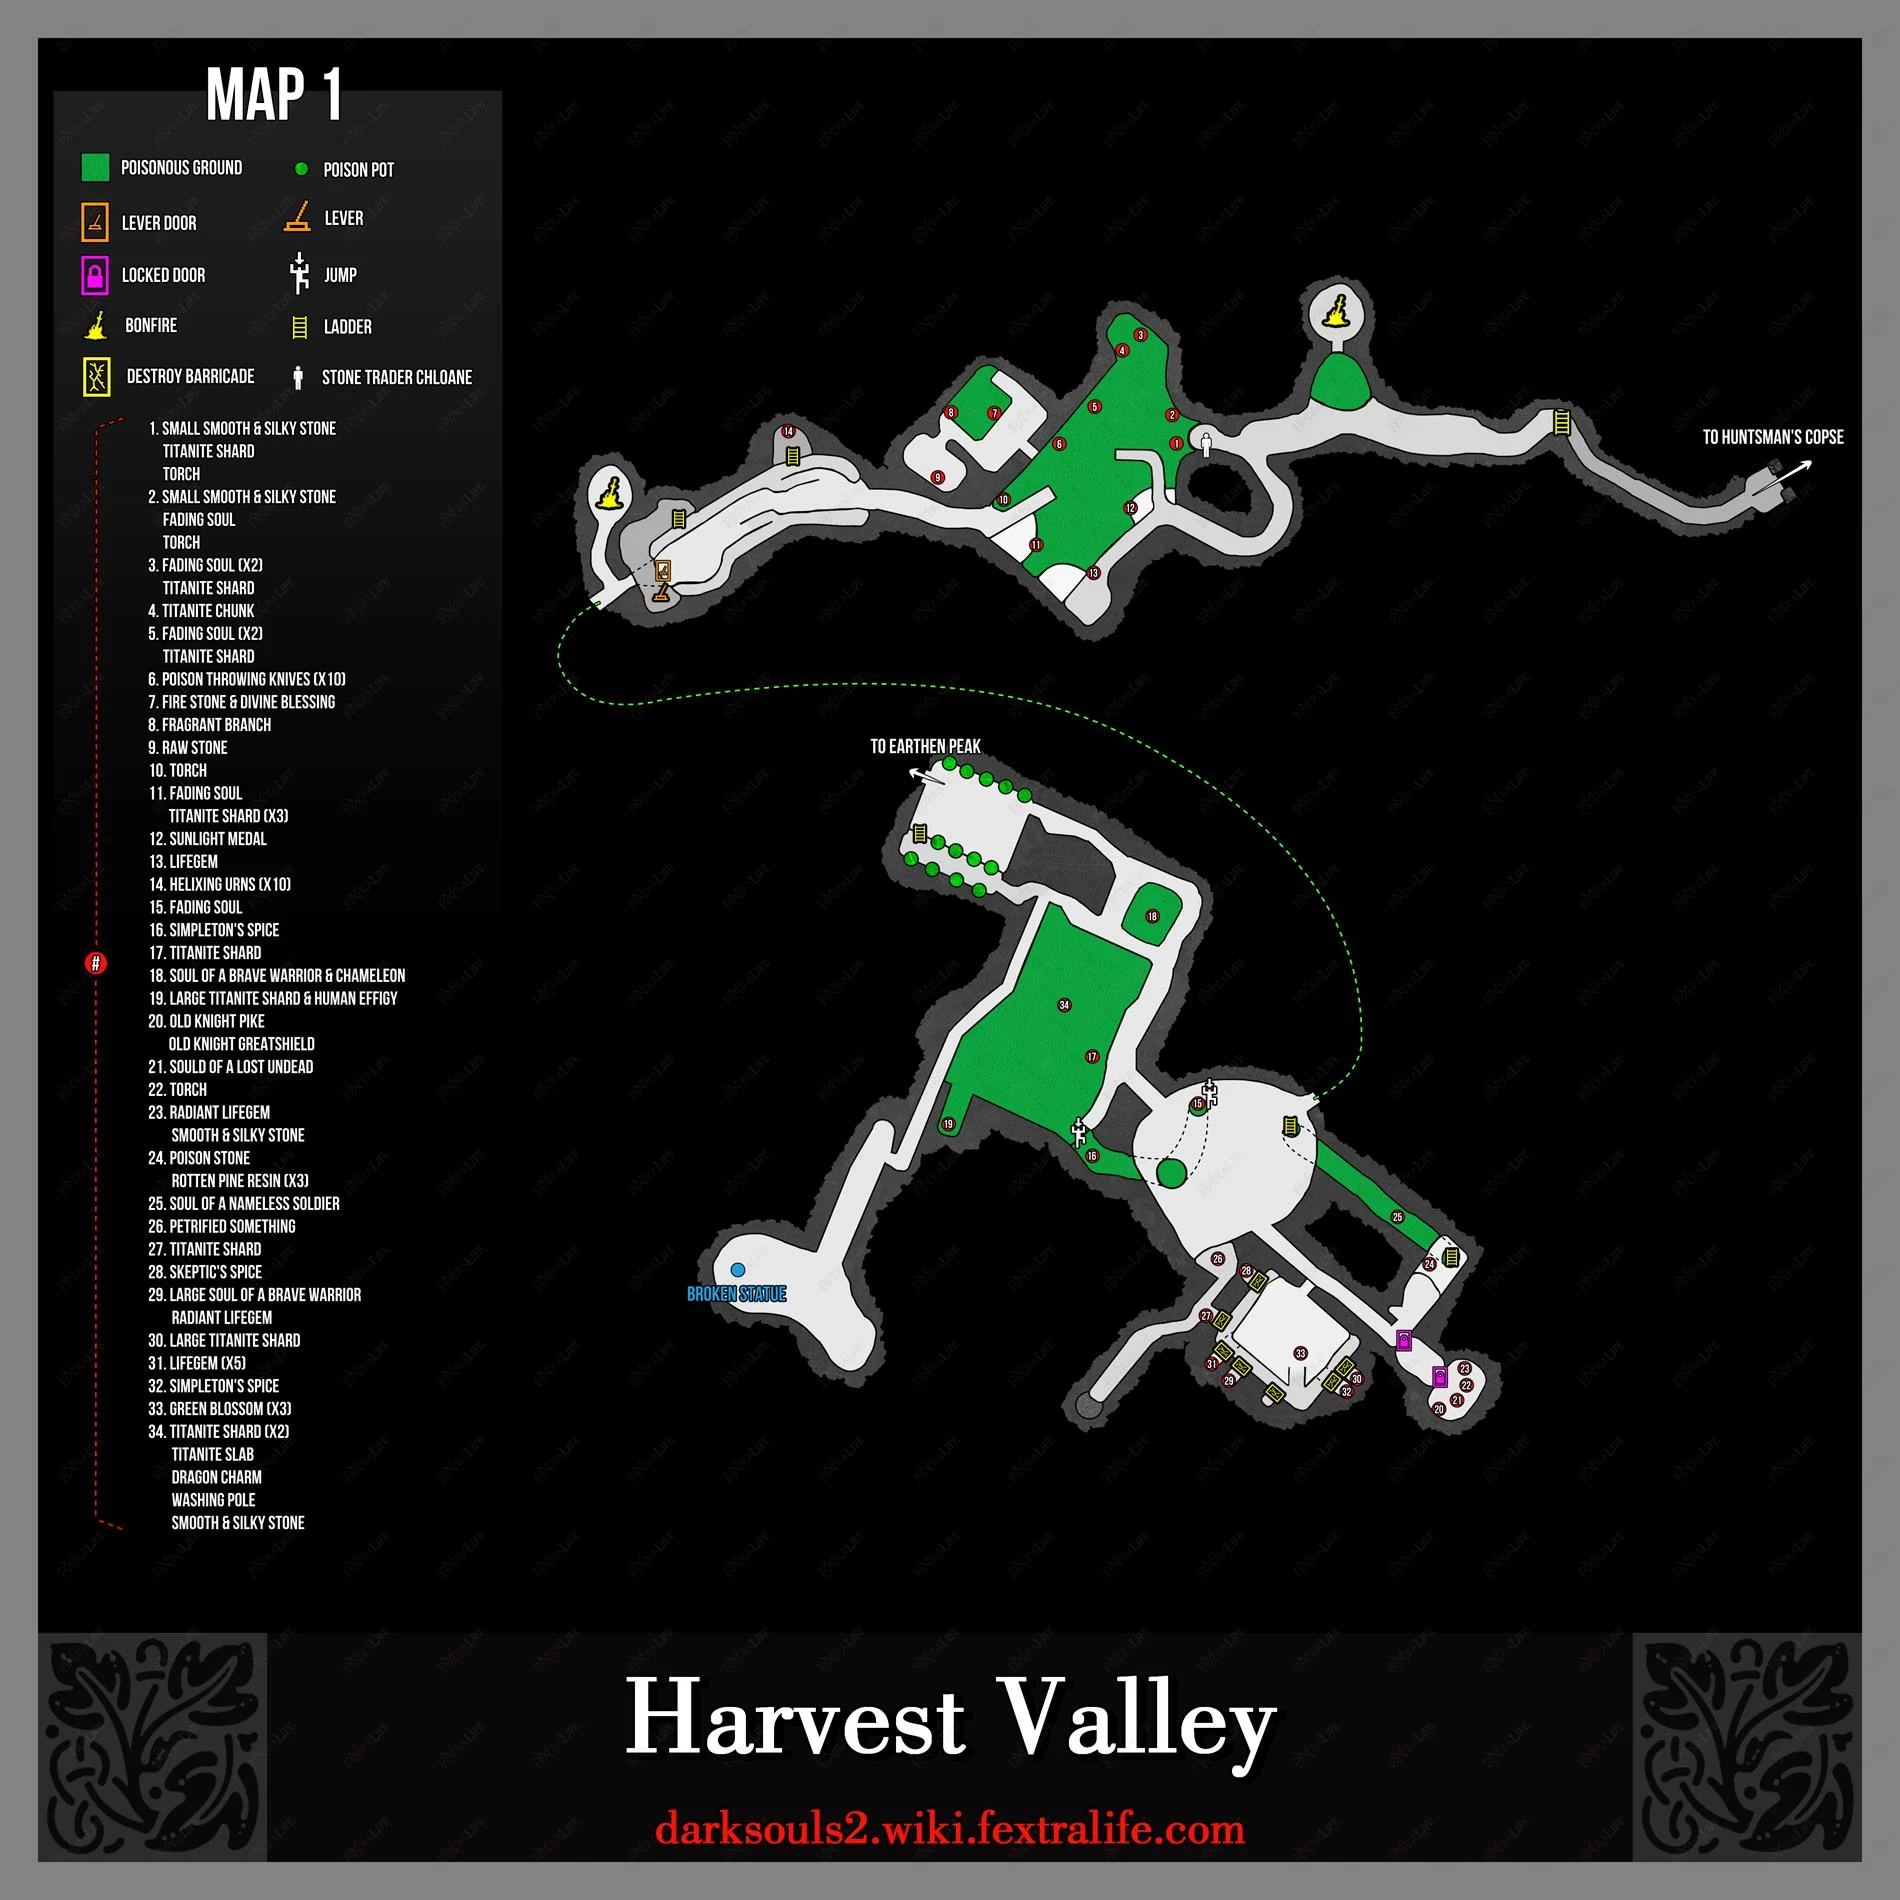 MAP 1
POISONOUS GROUND
POISON POT
LEVER DOOR
LEVER
LOCKED DOOR
JUMP
BONFIRE
LADDER
DESTROY BARRICADE
STONE TRADER CHLOANE
1. SMALL SMOOTH & SILKY STONE
TITANITE SHARD
TORCH
2. SMALL SMOOTH & SILKY STONE
FADING SOUL
TORCH
3. FADING SOUL (X2)
TITANITE SHARD
4. TITANITE CHUNK
5. FADING SOUL (X2)
TITANITE SHARD
6. POISON THROWING KNIVES (X10)
7. FIRE STONE & DIVINE BLESSING
8. FRAGRANT BRANCH
9. RAW STONE
10. TORCH
11. FADING SOUL
TITANITE SHARD (X3)
12. SUNLIGHT MEDAL
13. LIFEGEM
14. HELIXING URNS (X10)
15. FADING SOUL
16. SIMPLETON'S SPICE
17. TITANITE SHARD
#
18. SOUL OF A BRAVE WARRIOR & CHAMELEON
19. LARGE TITANITE SHARD & HUMAN EFFIGY
20. OLD KNIGHT PIKE
OLD KNIGHT GREATSHIELD
21. SOULD OF A LOST UNDEAD
22. TORCH
23. RADIANT LIFEGEM
SMOOTH & SILKY STONE
24. POISON STONE
ROTTEN PINE RESIN (X3)
25. SOUL OF A NAMELESS SOLDIER
26. PETRIFIED SOMETHING
27. TITANITE SHARD
28. SKEPTIC'S SPICE
29. LARGE SOUL OF A BRAVE WARRIOR
RADIANT LIFEGEM
30. LARGE TITANITE SHARD
31. LIFEGEM (X5)
32. SIMPLETON'S SPICE
33. GREEN BLOSSOM (X3)
34. TITANITE SHARD (X2)
TITANITE SLAB
DRAGON CHARM
WASHING POLE
SMOOTH & SILKY STONE
3
4
5
2
8
7
6
1
14
9
10
12
11
13
TO HUNTSMAN'S COPSE
TO EARTHEN PEAK
18
34
17
15
19
16
25
26
24
28
27
33
31
29
30
32
23
22
21
20
BROKEN STATUE
Harvest Valley
darksouls2.wiki.fextralife.com